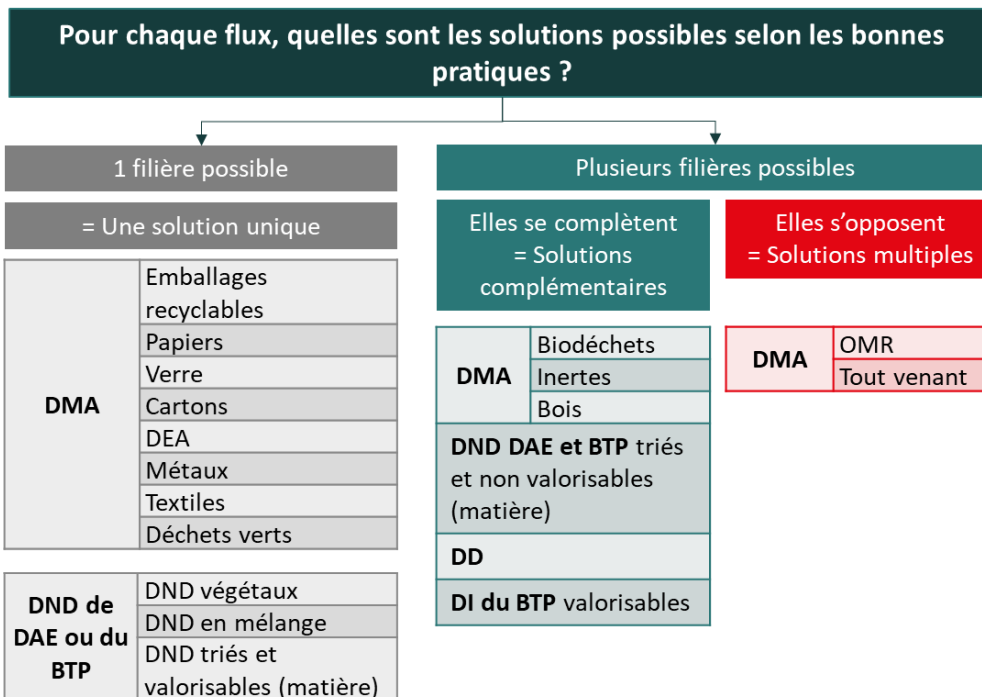 Pour chaque flux, quelles sont les solutions possibles selon les bonnes
pratiques ?
1 filière possible
= Une solution unique
DMA
Emballages
recyclables
Papiers
Verre
Cartons
DEA
Métaux
Textiles
Déchets verts
DND de
DAE ou du
BTP
DND végétaux
DND en mélange
DND triés et
valorisables (matière)
Plusieurs filières possibles
Elles se complètent
= Solutions
complémentaires
DMA
Biodéchets
Inertes
Bois
DND DAE et BTP triés
et non valorisables
(matière)
DD
DI du BTP valorisables
Elles s’opposent
= Solutions multiples
DMA
OMR
Tout venant